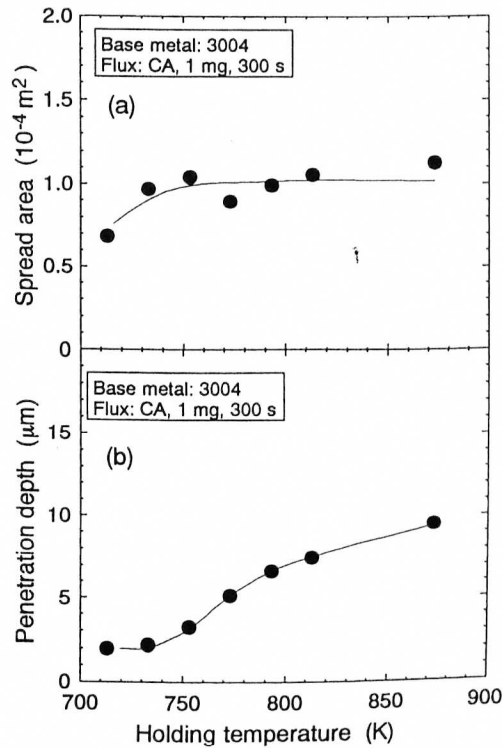 2.0
Base metal: 3004
Flux: CA, 1 mg, 300 s
(a)
1.5
1.0
0.5
0
Spread area (10⁻⁴ m²)
Base metal: 3004
Flux: CA, 1 mg, 300 s
(b)
15
10
5
0
Penetration depth (μm)
700 750 800 850 900
Holding temperature (K)